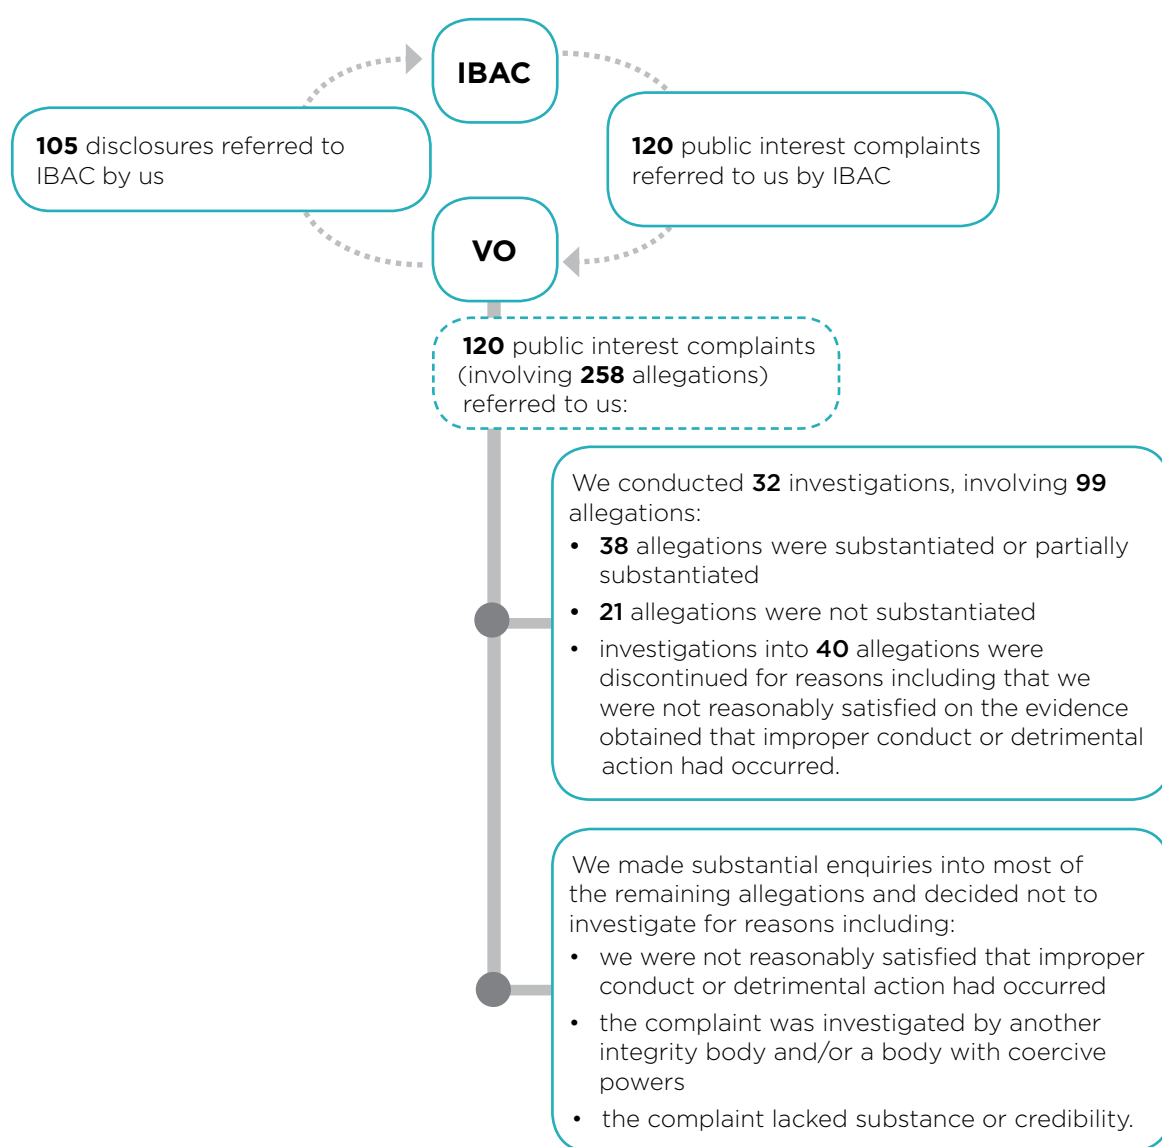 IBAC
105 disclosures referred to
IBAC by us
120 public interest complaints
referred to us by IBAC
VO
120 public interest complaints
(involving 258 allegations)
referred to us:
We conducted 32 investigations, involving 99
allegations:
• 38 allegations were substantiated or partially
substantiated
• 21 allegations were not substantiated
• investigations into 40 allegations were
discontinued for reasons including that we
were not reasonably satisfied on the evidence
obtained that improper conduct or detrimental
action had occurred.
We made substantial enquiries into most of
the remaining allegations and decided not to
investigate for reasons including:
• we were not reasonably satisfied that improper
conduct or detrimental action had occurred
• the complaint was investigated by another
integrity body and/or a body with coercive
powers
• the complaint lacked substance or credibility.